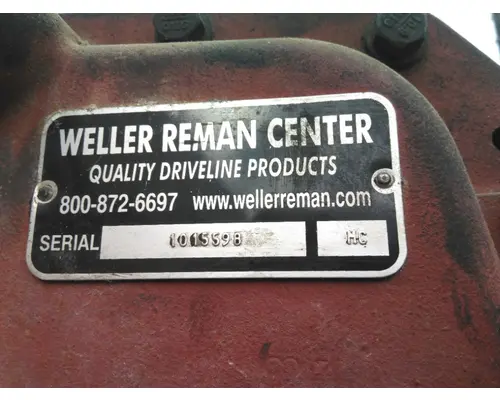 WELLER REMAN CENTER
QUALITY DRIVELINE PRODUCTS
800-872-6697 www.wellerreman.com
SERIAL 1015598 HC